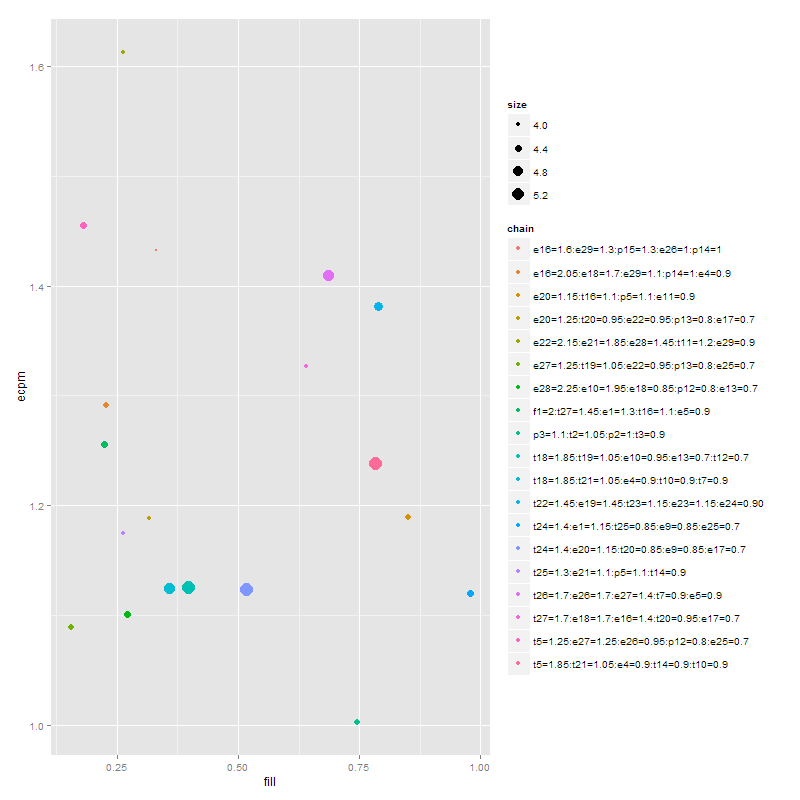 1.6
1.4
1.2
1.0
ecpm
0.25
0.50
0.75
1.00
fill
size
4.0
4.4
4.8
5.2
chain
e16=1.6:e29=1.3:p15=1.3:e26=1:p14=1
e16=2.05:e18=1.7:e29=1.1:p14=1:e4=0.9
e20=1.15:t16=1.1:p5=1.1:e11=0.9
e20=1.25:t20=0.95:e22=0.95:p13=0.8:e17=0.7
e22=2.15:e21=1.85:e28=1.45:t11=1.2:e29=0.9
e27=1.25:t19=1.05:e22=0.95:p13=0.8:e25=0.7
e28=2.25:e10=1.95:e18=0.85:p12=0.8:e13=0.7
f1=2:t27=1.45:e1=1.3:t16=1.1:e5=0.9
p3=1.1:t2=1.05:p2=1:t3=0.9
t18=1.85:t19=1.05:e10=0.95:e13=0.7:t12=0.7
t18=1.85:t21=1.05:e4=0.9:t10=0.9:t7=0.9
t22=1.45:e19=1.45:t23=1.15:e23=1.15:e24=0.90
t24=1.4:e1=1.15:t25=0.85:e9=0.85:e25=0.7
t24=1.4:e20=1.15:t20=0.85:e9=0.85:e17=0.7
t25=1.3:e21=1.1:p5=1.1:t14=0.9
t26=1.7:e26=1.7:e27=1.4:t7=0.9:e5=0.9
t27=1.7:e18=1.7:e16=1.4:t20=0.95:e17=0.7
t5=1.25:e27=1.25:e26=0.95:p12=0.8:e25=0.7
t5=1.85:t21=1.05:e4=0.9:t14=0.9:t10=0.9